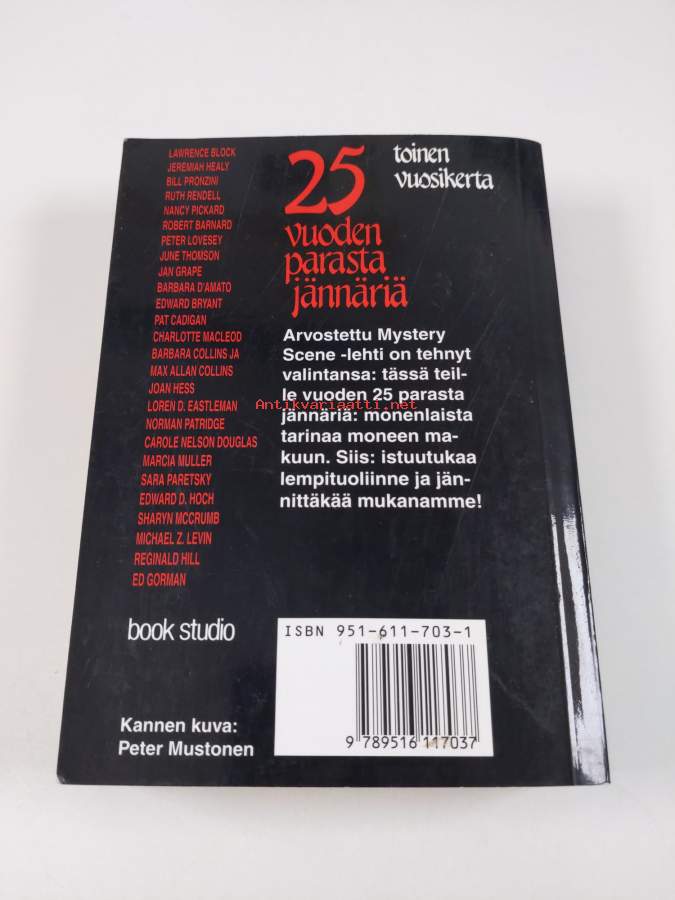 LAWRENCE BLOCK
JEREMIAH HEALY
BILL PRONZINI
RUTH RENDELL
NANCY PICKARD
ROBERT BARNARD
PETER LOVESEY
JUNE THOMSON
JAN GRAPE
BARBARA D'AMATO
EDWARD BRYANT
PAT CADIGAN
CHARLOTTE MACLEOD
BARBARA COLLINS JA
MAX ALLAN COLLINS
JOAN HESS
LOREN D. EASTLEMAN
NORMAN PATRIDGE
CAROLE NELSON DOUGLAS
MARCIA MULLER
SARA PARETSKY
EDWARD D. HOCH
SHARYN MCCRUMB
MICHAEL Z. LEVIN
REGINALD HILL
ED GORMAN
25
vuoden
parasta
jännäriä
toinen
vuosikerta
Arvostettu Mystery
Scene -lehti on tehnyt
valintansa: tässä teil-
le vuoden 25 parasta
jännäriä: monenlaista
tarinaa moneen ma-
kuun. Siis: istuutukaa
lempituoliinne ja jän-
nittäkää mukanamme!
Antikvariaatti.net
book studio
Kannen kuva:
Peter Mustonen
ISBN 951-611-703-1
9 789516 117037